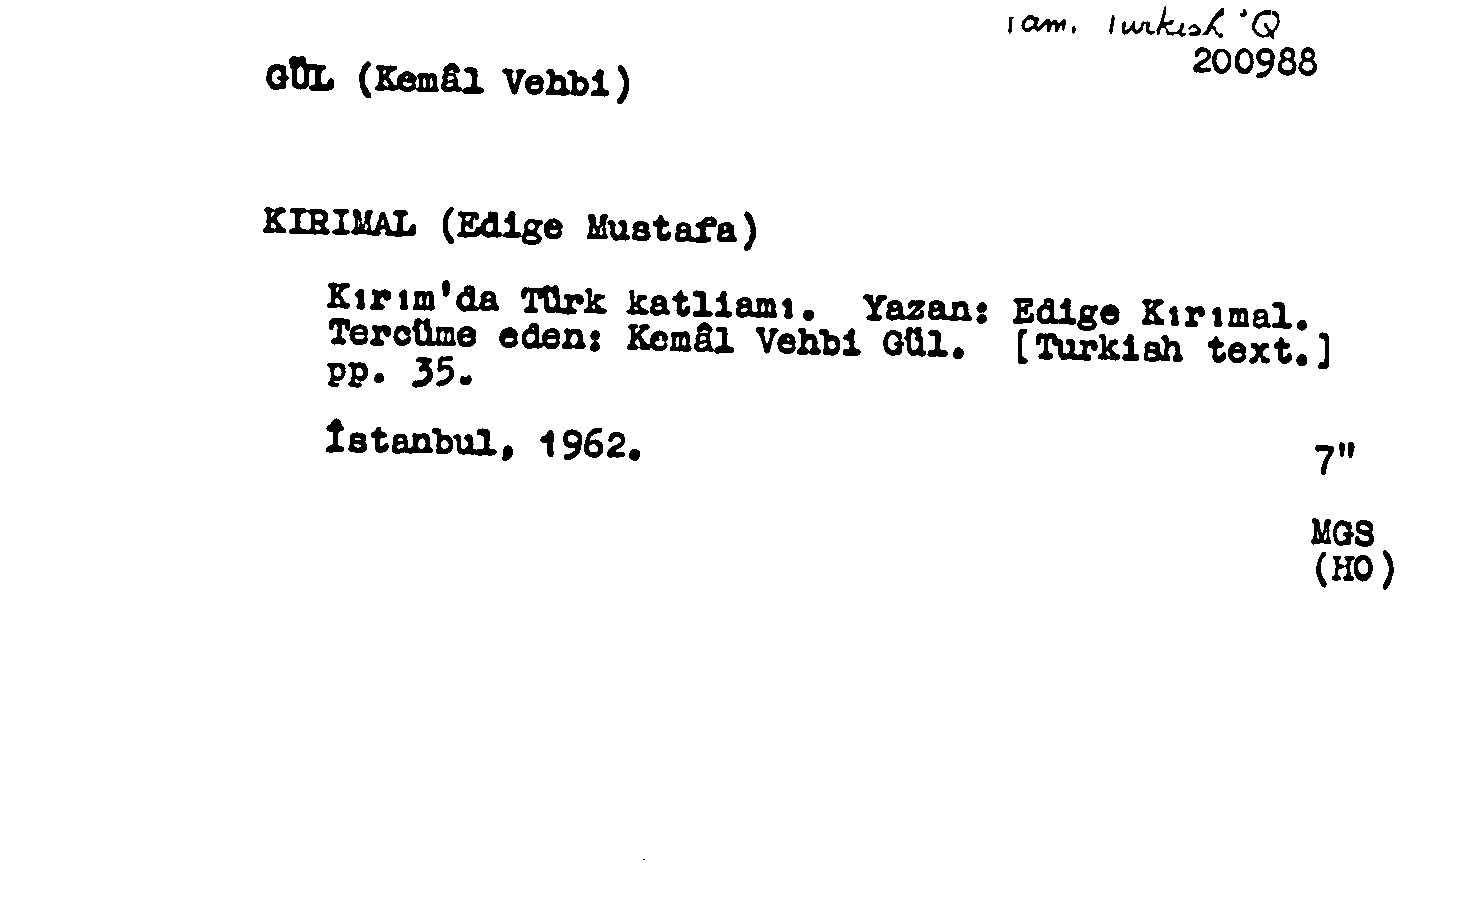 Pam. Turkish Q
200988
GÜL (Kemâl Vehbi)
KIRIMAL (Edige Mustafa)
Kırım'da Türk katliamı. Yazan: Edige Kırımal.
Tercüme eden: Kemâl Vehbi Gül. [Turkish text.]
pp. 35.
İstanbul, 1962.
7"
MGS
(HO)